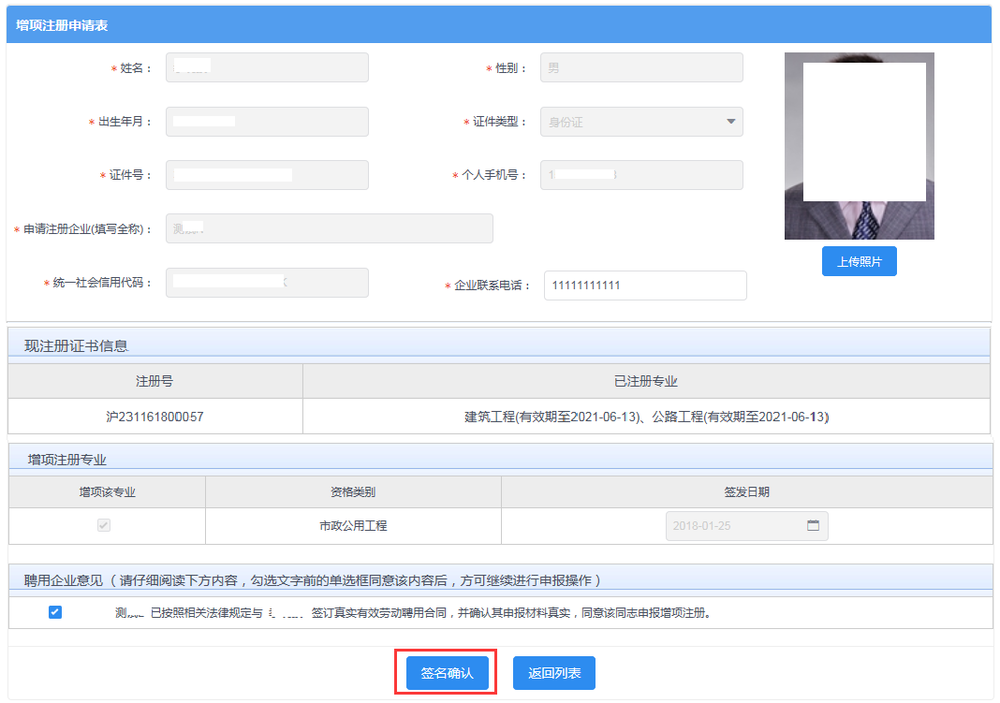 增项注册申请表
* 姓名：
* 性别： 男
* 出生年月：
* 证件类型： 身份证
* 证件号：
* 个人手机号： 1
* 申请注册企业(填写全称)： 测
上传照片
* 统一社会信用代码：
* 企业联系电话： 11111111111
现注册证书信息
注册号 已注册专业
沪231161800057 建筑工程(有效期至2021-06-13)、公路工程(有效期至2021-06-13)
增项注册专业
增项该专业 资格类别 签发日期
市政公用工程 2018-01-25
聘用企业意见（请仔细阅读下方内容，勾选文字前的单选框同意该内容后，方可继续进行申报操作）
测 已按照相关法律规定与 签订真实有效劳动聘用合同，并确认其申报材料真实，同意该同志申报增项注册。
签名确认 返回列表